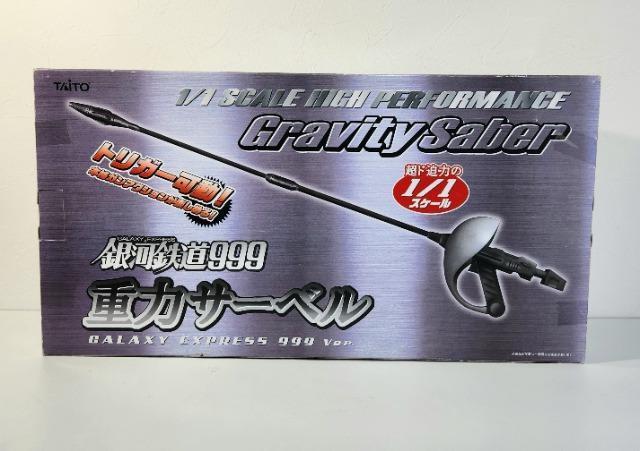 TAITO
1/1 SCALE HIGH PERFORMANCE
Gravity Saber
トリガー可動!
超ド迫力の
1/1
スケール
GALAXY EXPRESS
銀河鉄道999
重力サーベル
GALAXY EXPRESS 999 Ver.